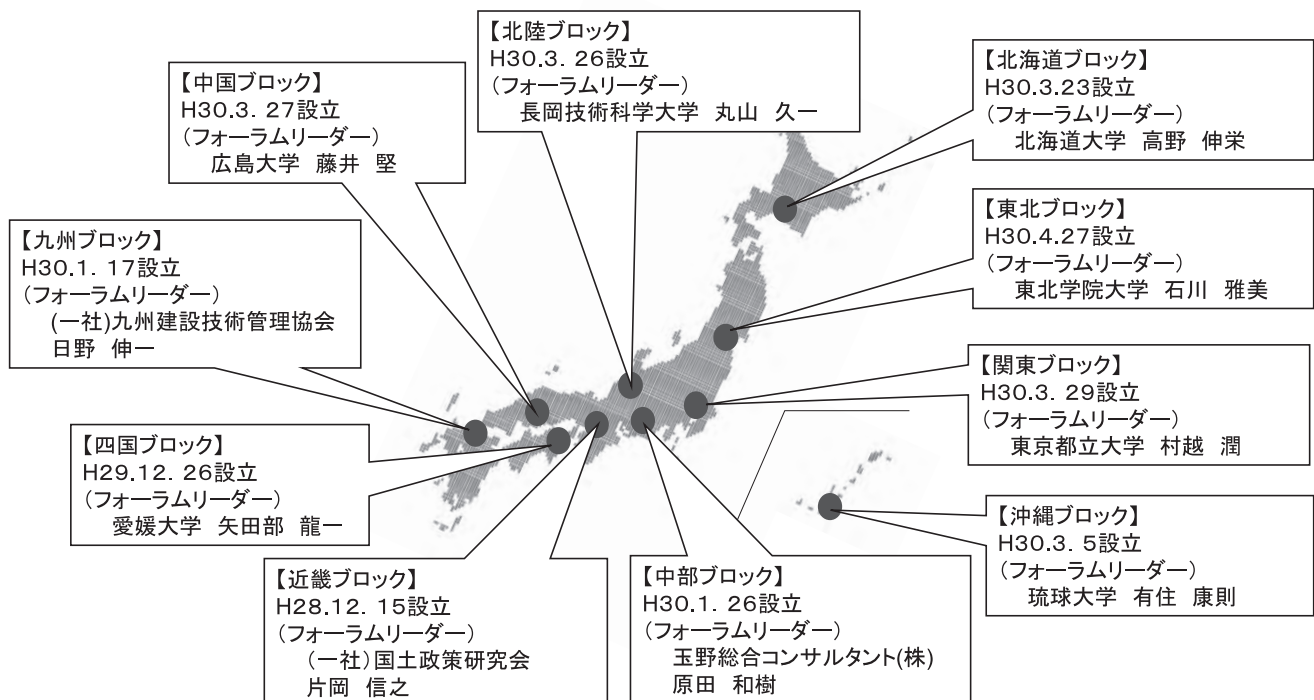 【北陸ブロック】
H30.3. 26設立
(フォーラムリーダー)
長岡技術科学大学 丸山 久一
【中国ブロック】
H30.3. 27設立
(フォーラムリーダー)
広島大学 藤井 堅
【北海道ブロック】
H30.3.23設立
(フォーラムリーダー)
北海道大学 高野 伸栄
【東北ブロック】
H30.4.27設立
(フォーラムリーダー)
東北学院大学 石川 雅美
【九州ブロック】
H30.1. 17設立
(フォーラムリーダー)
(一社)九州建設技術管理協会
日野 伸一
【関東ブロック】
H30.3. 29設立
(フォーラムリーダー)
東京都立大学 村越 潤
【四国ブロック】
H29.12. 26設立
(フォーラムリーダー)
愛媛大学 矢田部 龍一
【沖縄ブロック】
H30.3. 5設立
(フォーラムリーダー)
琉球大学 有住 康則
【近畿ブロック】
H28.12. 15設立
(フォーラムリーダー)
(一社)国土政策研究会
片岡 信之
【中部ブロック】
H30.1. 26設立
(フォーラムリーダー)
玉野総合コンサルタント(株)
原田 和樹